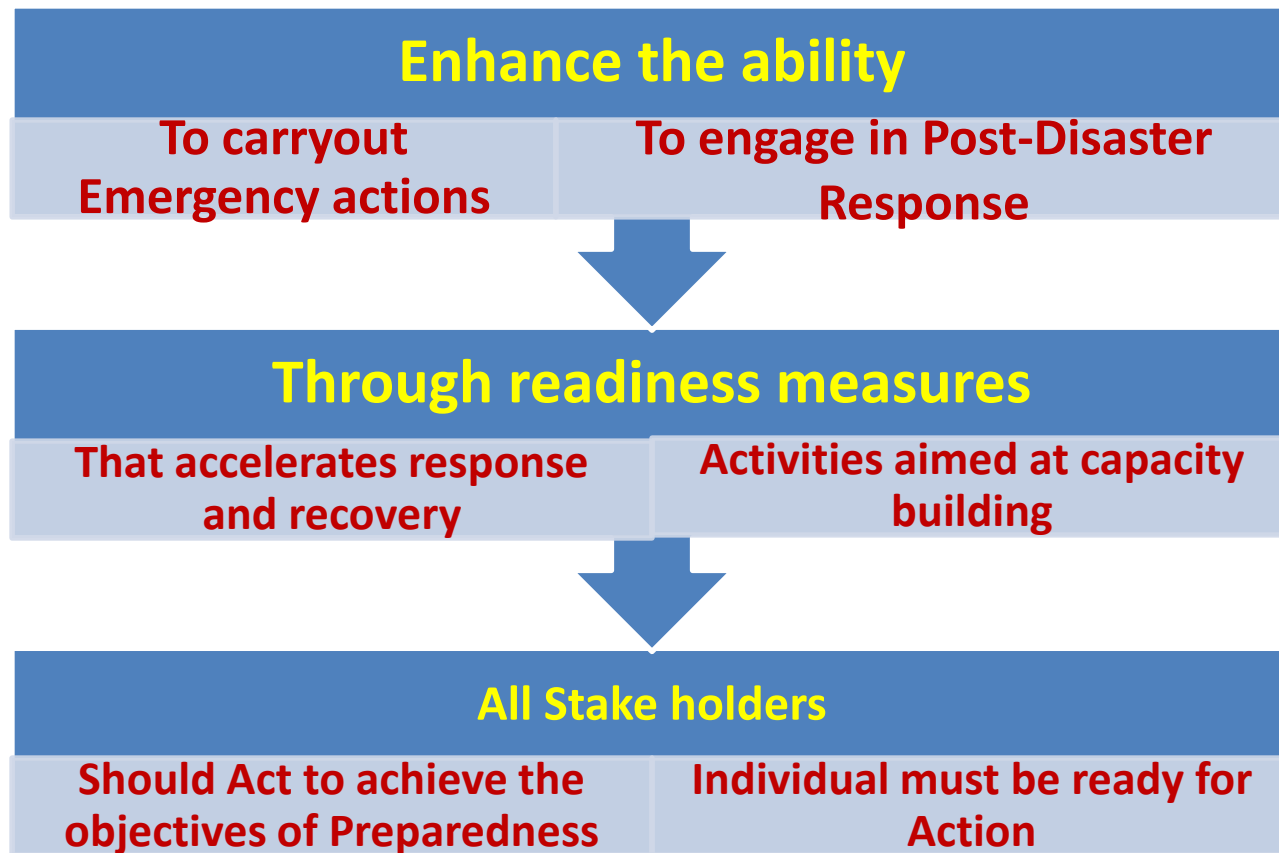 Enhance the ability
To carryout
Emergency actions
To engage in Post-Disaster
Response
Through readiness measures
That accelerates response
and recovery
Activities aimed at capacity
building
All Stake holders
Should Act to achieve the
objectives of Preparedness
Individual must be ready for
Action